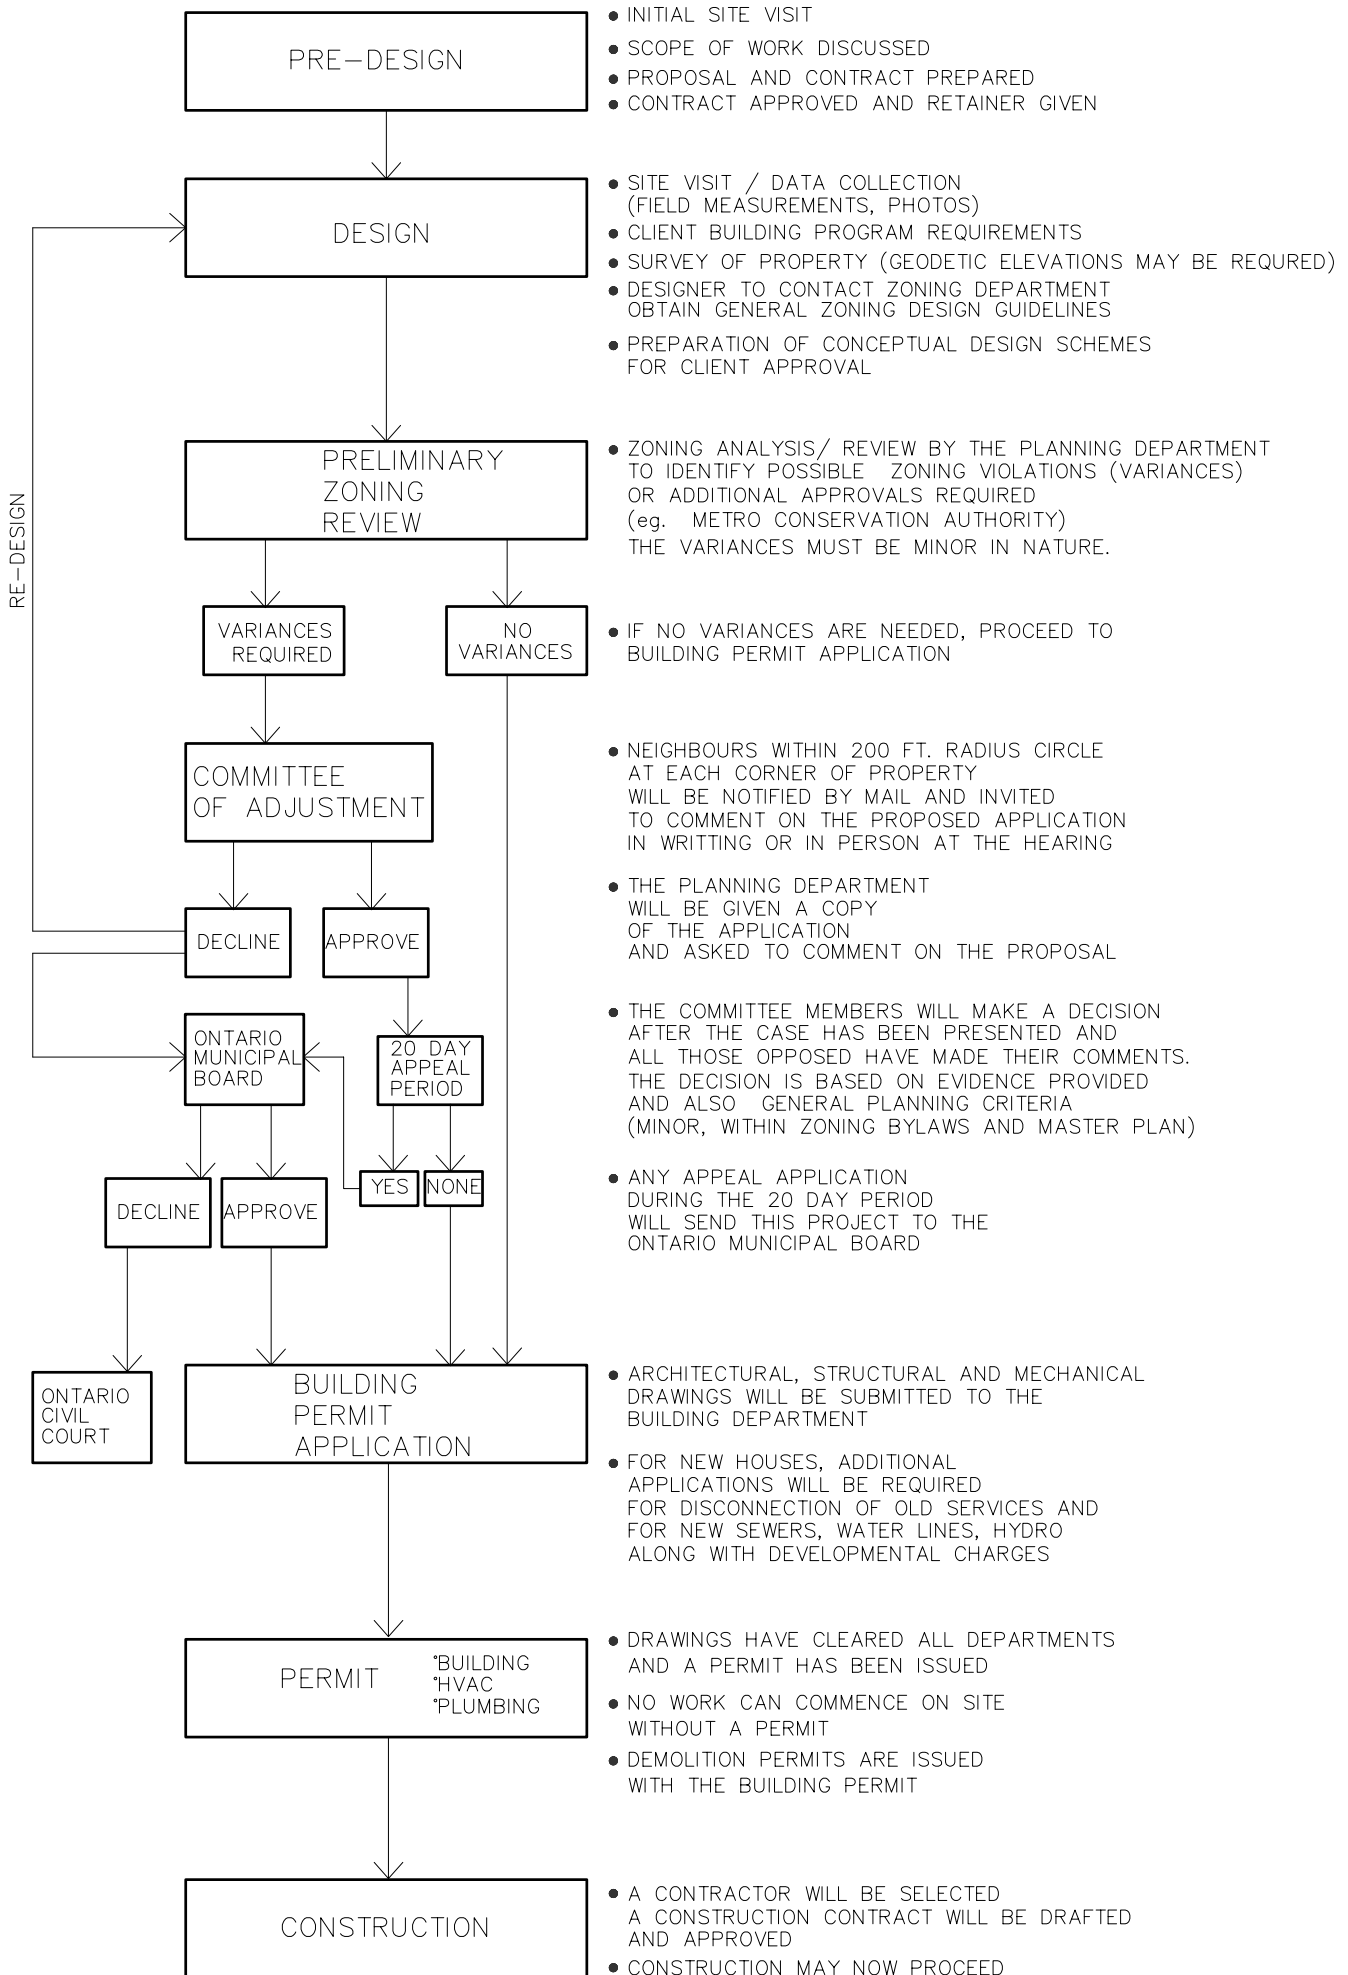 PRE-DESIGN
• INITIAL SITE VISIT
• SCOPE OF WORK DISCUSSED
• PROPOSAL AND CONTRACT PREPARED
• CONTRACT APPROVED AND RETAINER GIVEN
DESIGN
• SITE VISIT / DATA COLLECTION
(FIELD MEASUREMENTS, PHOTOS)
• CLIENT BUILDING PROGRAM REQUIREMENTS
• SURVEY OF PROPERTY (GEODETIC ELEVATIONS MAY BE REQURED)
• DESIGNER TO CONTACT ZONING DEPARTMENT
OBTAIN GENERAL ZONING DESIGN GUIDELINES
• PREPARATION OF CONCEPTUAL DESIGN SCHEMES
FOR CLIENT APPROVAL
RE-DESIGN
PRELIMINARY
ZONING
REVIEW
• ZONING ANALYSIS/ REVIEW BY THE PLANNING DEPARTMENT
TO IDENTIFY POSSIBLE ZONING VIOLATIONS (VARIANCES)
OR ADDITIONAL APPROVALS REQUIRED
(eg. METRO CONSERVATION AUTHORITY)
THE VARIANCES MUST BE MINOR IN NATURE.
VARIANCES
REQUIRED
NO
VARIANCES
• IF NO VARIANCES ARE NEEDED, PROCEED TO
BUILDING PERMIT APPLICATION
COMMITTEE
OF ADJUSTMENT
• NEIGHBOURS WITHIN 200 FT. RADIUS CIRCLE
AT EACH CORNER OF PROPERTY
WILL BE NOTIFIED BY MAIL AND INVITED
TO COMMENT ON THE PROPOSED APPLICATION
IN WRITTING OR IN PERSON AT THE HEARING
DECLINE
APPROVE
• THE PLANNING DEPARTMENT
WILL BE GIVEN A COPY
OF THE APPLICATION
AND ASKED TO COMMENT ON THE PROPOSAL
ONTARIO
MUNICIPAL
BOARD
20 DAY
APPEAL
PERIOD
• THE COMMITTEE MEMBERS WILL MAKE A DECISION
AFTER THE CASE HAS BEEN PRESENTED AND
ALL THOSE OPPOSED HAVE MADE THEIR COMMENTS.
THE DECISION IS BASED ON EVIDENCE PROVIDED
AND ALSO GENERAL PLANNING CRITERIA
(MINOR, WITHIN ZONING BYLAWS AND MASTER PLAN)
DECLINE
APPROVE
YES
NONE
• ANY APPEAL APPLICATION
DURING THE 20 DAY PERIOD
WILL SEND THIS PROJECT TO THE
ONTARIO MUNICIPAL BOARD
ONTARIO
CIVIL
COURT
BUILDING
PERMIT
APPLICATION
• ARCHITECTURAL, STRUCTURAL AND MECHANICAL
DRAWINGS WILL BE SUBMITTED TO THE
BUILDING DEPARTMENT
• FOR NEW HOUSES, ADDITIONAL
APPLICATIONS WILL BE REQUIRED
FOR DISCONNECTION OF OLD SERVICES AND
FOR NEW SEWERS, WATER LINES, HYDRO
ALONG WITH DEVELOPMENTAL CHARGES
PERMIT
°BUILDING
°HVAC
°PLUMBING
• DRAWINGS HAVE CLEARED ALL DEPARTMENTS
AND A PERMIT HAS BEEN ISSUED
• NO WORK CAN COMMENCE ON SITE
WITHOUT A PERMIT
• DEMOLITION PERMITS ARE ISSUED
WITH THE BUILDING PERMIT
CONSTRUCTION
• A CONTRACTOR WILL BE SELECTED
A CONSTRUCTION CONTRACT WILL BE DRAFTED
AND APPROVED
• CONSTRUCTION MAY NOW PROCEED